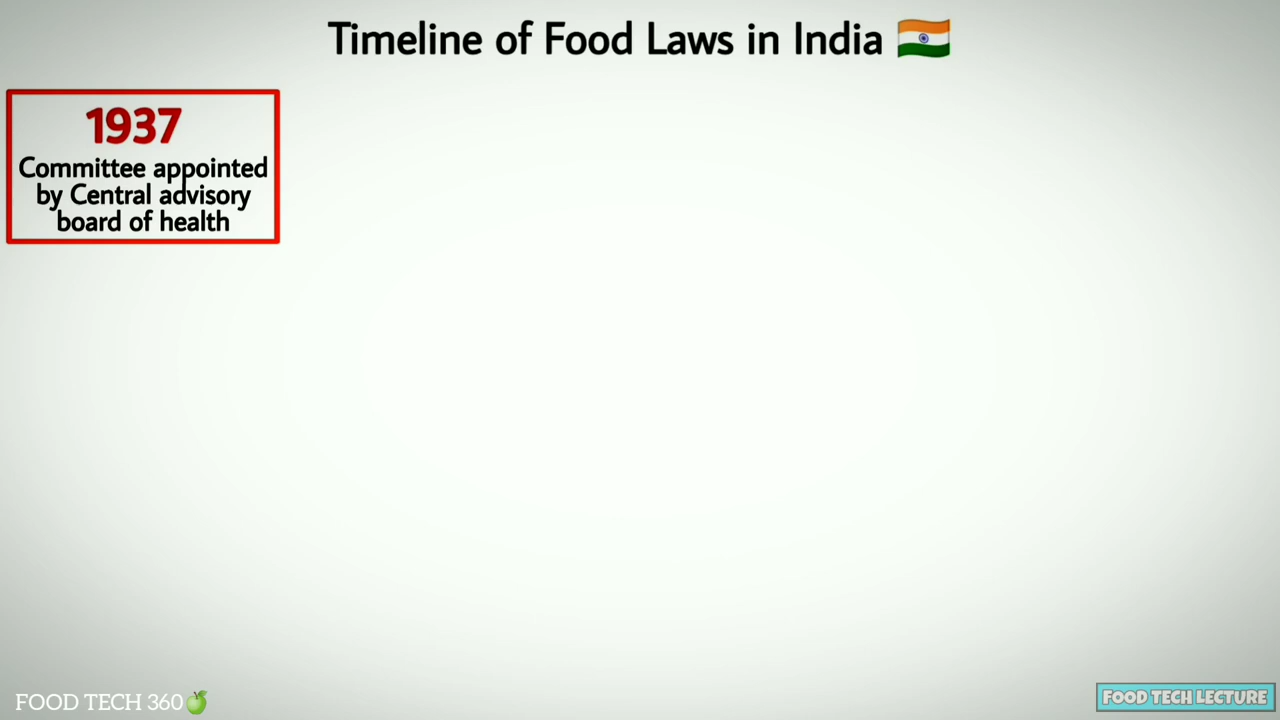 Timeline of Food Laws in India 🇮🇳
1937
Committee appointed
by Central advisory
board of health
FOOD TECH 360🍏
FOOD TECH LECTURE